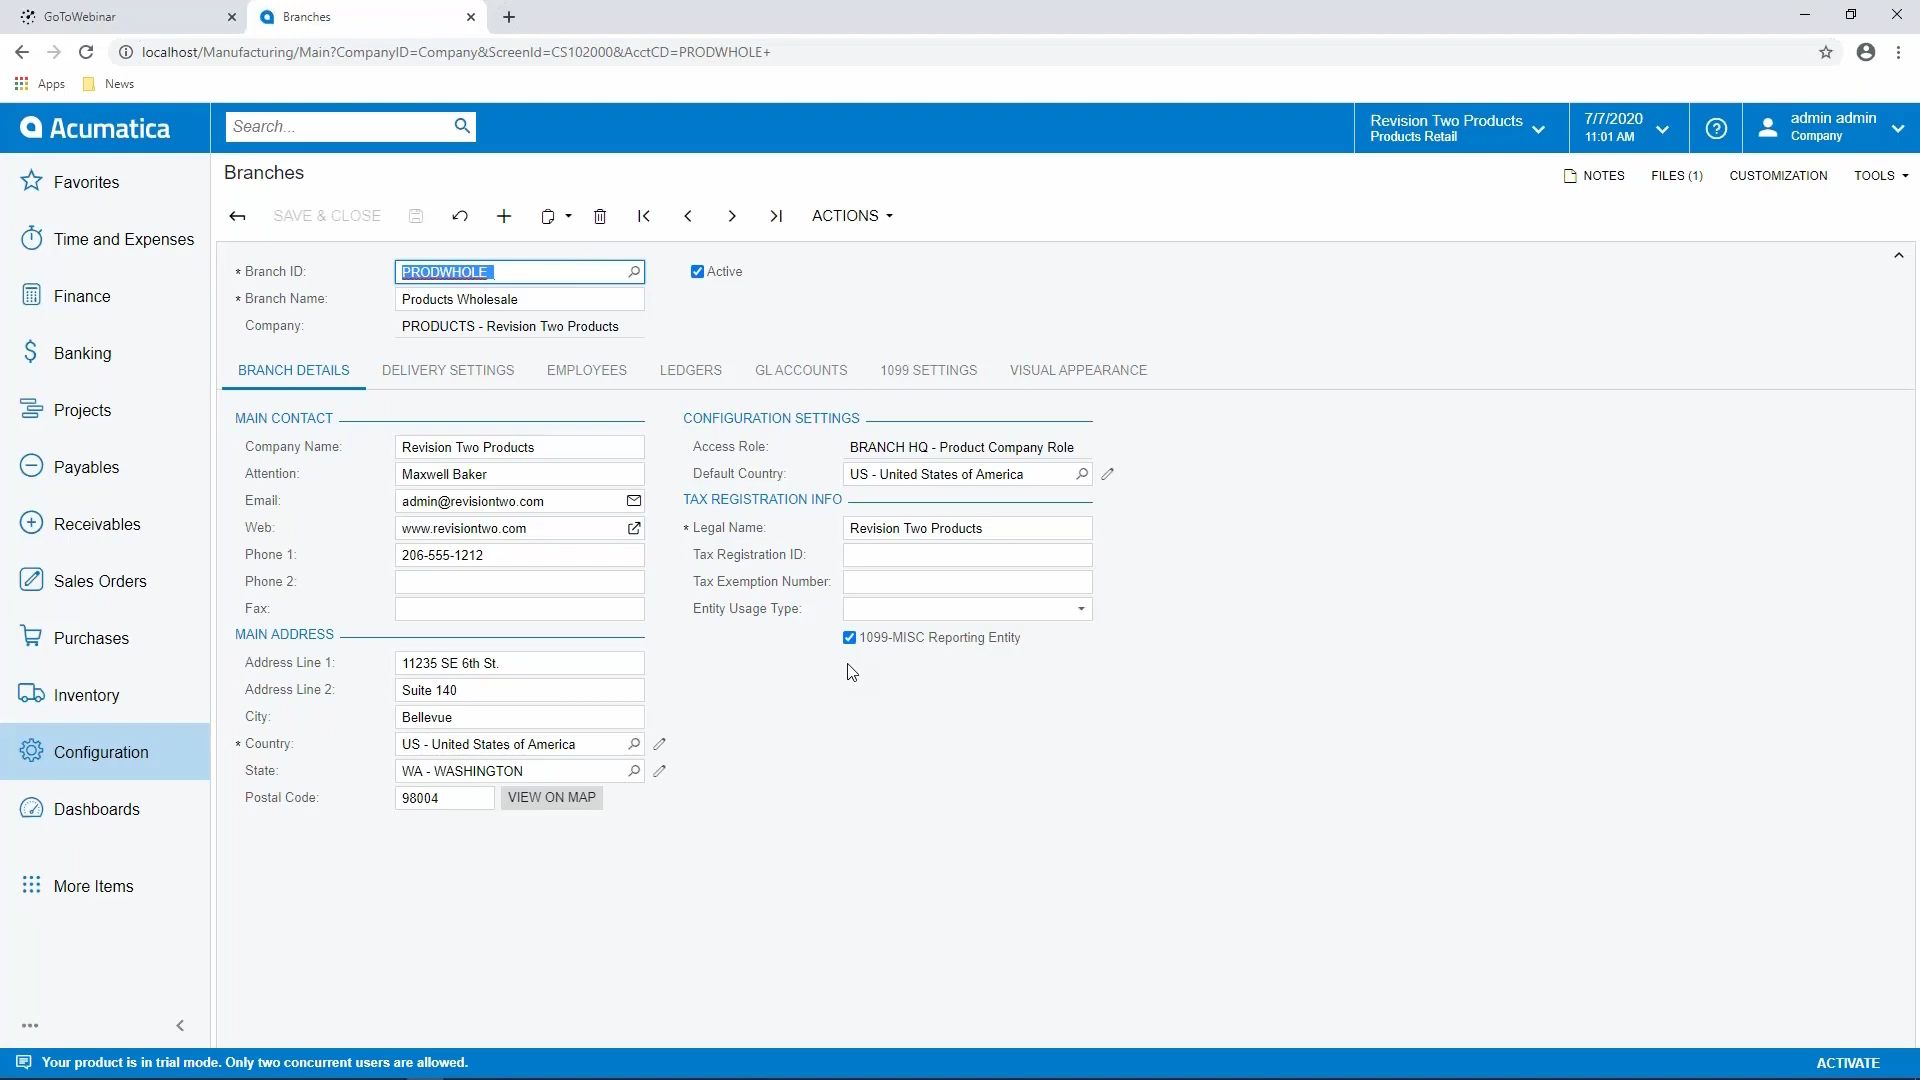 GoToWebinar
Branches
localhost/Manufacturing/Main?CompanyID=Company&ScreenId=CS102000&AcctCD=PRODWHOLE+
Apps
News
Acumatica
Search...
Revision Two Products
Products Retail
7/7/2020
11:01 AM
admin admin
Company
Favorites
Time and Expenses
Finance
Banking
Projects
Payables
Receivables
Sales Orders
Purchases
Inventory
Configuration
Dashboards
More Items
Branches
NOTES
FILES (1)
CUSTOMIZATION
TOOLS
SAVE & CLOSE
ACTIONS
* Branch ID: PRODWHOLE
Active
* Branch Name: Products Wholesale
Company: PRODUCTS - Revision Two Products
BRANCH DETAILS
DELIVERY SETTINGS
EMPLOYEES
LEDGERS
GL ACCOUNTS
1099 SETTINGS
VISUAL APPEARANCE
MAIN CONTACT
Company Name: Revision Two Products
Attention: Maxwell Baker
Email: admin@revisiontwo.com
Web: www.revisiontwo.com
Phone 1: 206-555-1212
Phone 2:
Fax:
MAIN ADDRESS
Address Line 1: 11235 SE 6th St.
Address Line 2: Suite 140
City: Bellevue
* Country: US - United States of America
State: WA - WASHINGTON
Postal Code: 98004 VIEW ON MAP
CONFIGURATION SETTINGS
Access Role: BRANCH HQ - Product Company Role
Default Country: US - United States of America
TAX REGISTRATION INFO
* Legal Name: Revision Two Products
Tax Registration ID:
Tax Exemption Number:
Entity Usage Type:
1099-MISC Reporting Entity
Your product is in trial mode. Only two concurrent users are allowed.
ACTIVATE